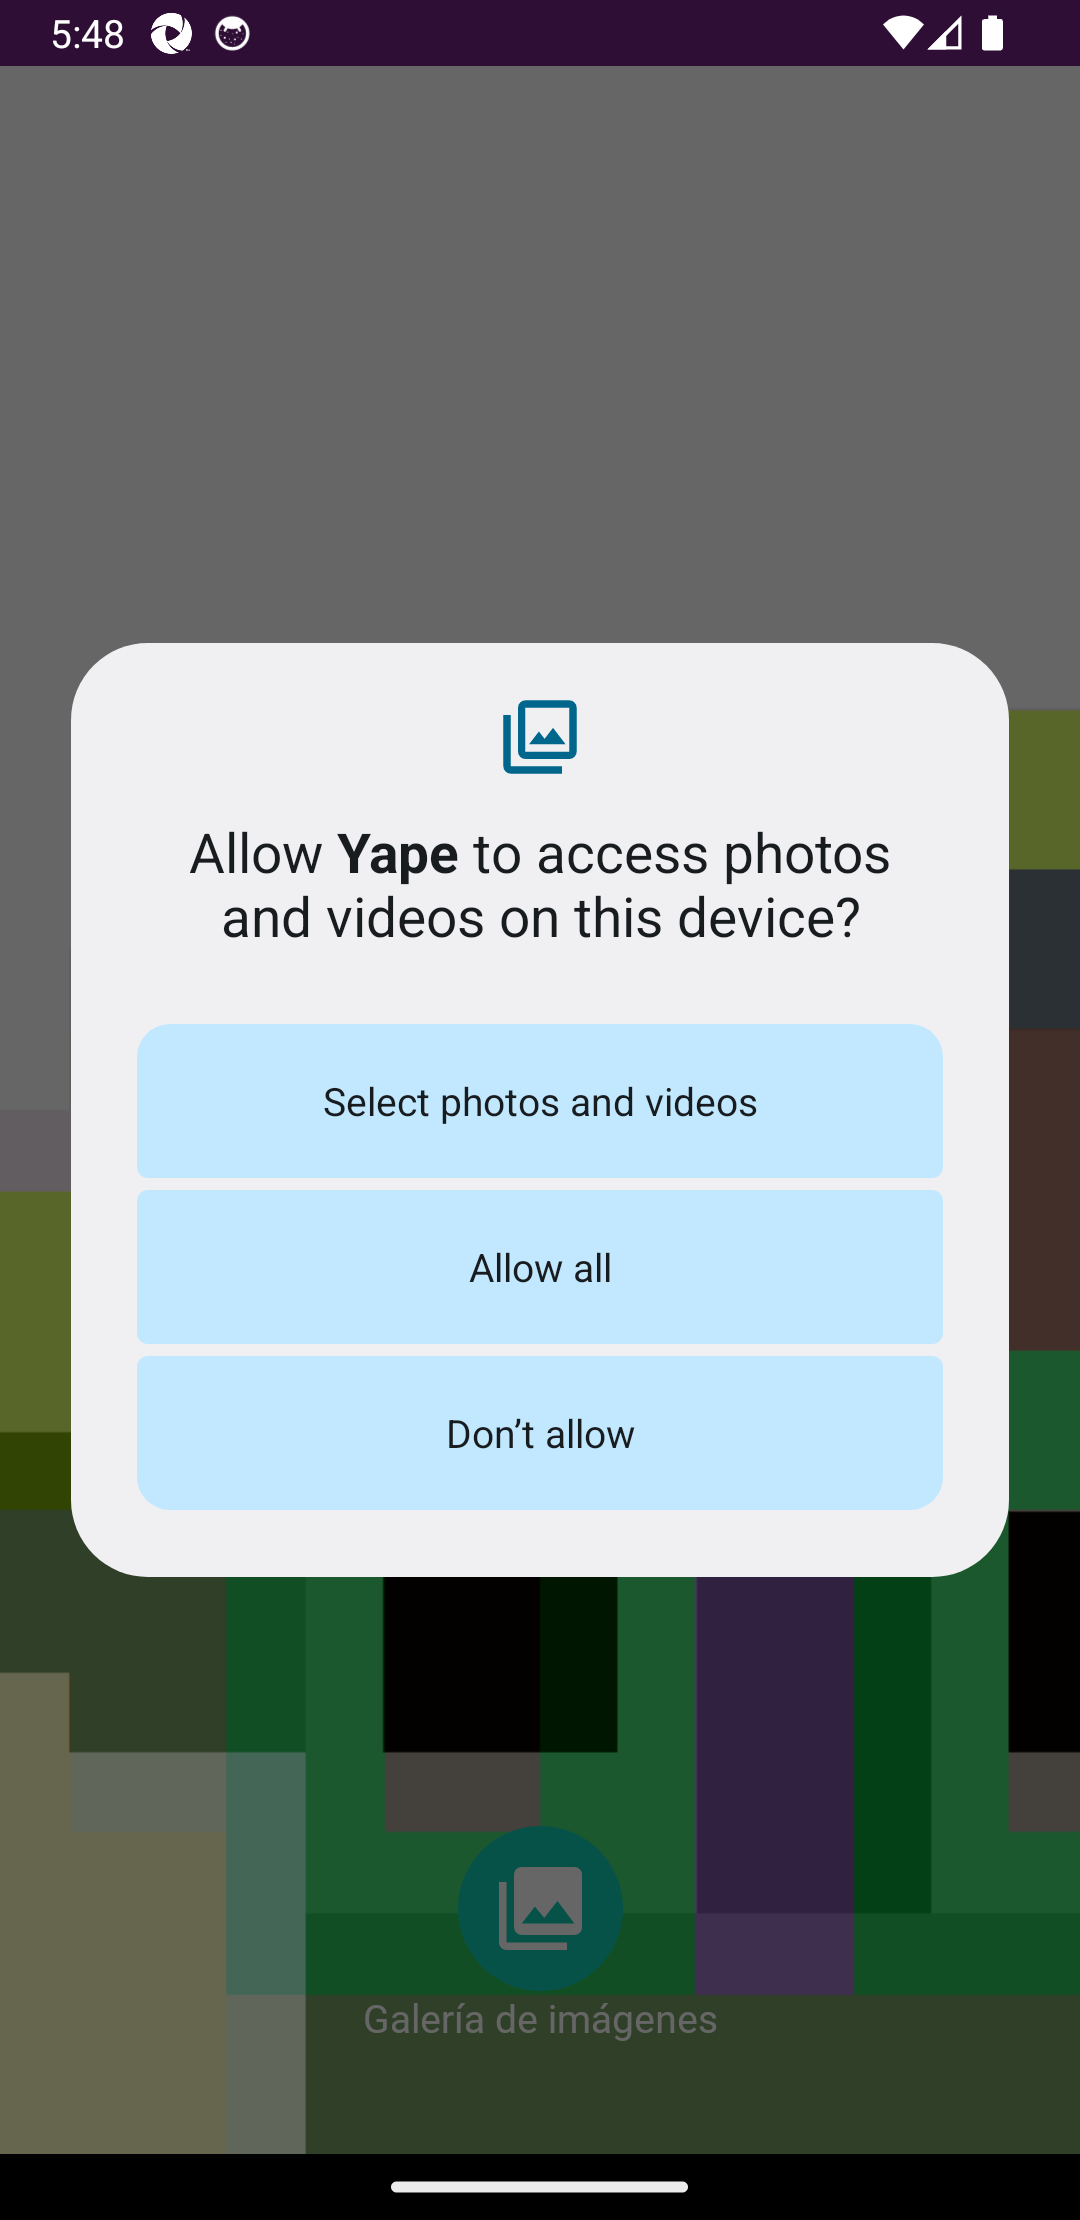 5:48
Allow Yape to access photos
and videos on this device?
Select photos and videos
Allow all
Don’t allow
Galería de imágenes